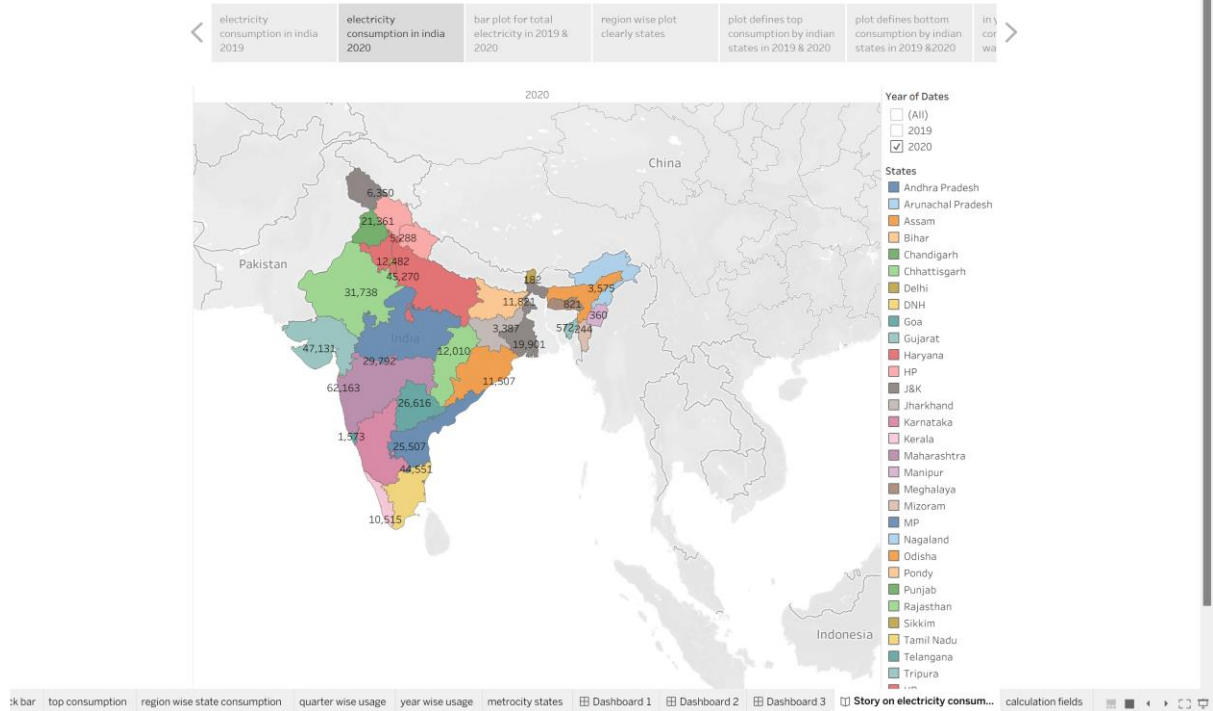 electricity
consumption in india
2019
electricity
consumption in india
2020
bar plot for total
electricity in 2019 &
2020
region wise plot
clearly states
plot defines top
consumption by indian
states in 2019 & 2020
plot defines bottom
consumption by indian
states in 2019 &2020
2020
China
Pakistan
India
Indonesia
6,350
21,361
5,288
12,482
45,270
31,738
182
3,575
821
11,821
360
572
244
3,387
19,901
47,131
12,010
29,792
11,507
62,163
26,616
1,573
25,507
44,551
10,515
Year of Dates
(All)
2019
2020
States
Andhra Pradesh
Arunachal Pradesh
Assam
Bihar
Chandigarh
Chhattisgarh
Delhi
DNH
Goa
Gujarat
Haryana
HP
J&K
Jharkhand
Karnataka
Kerala
Maharashtra
Manipur
Meghalaya
Mizoram
MP
Nagaland
Odisha
Pondy
Punjab
Rajasthan
Sikkim
Tamil Nadu
Telangana
Tripura
ck bar
top consumption
region wise state consumption
quarter wise usage
year wise usage
metrocity states
Dashboard 1
Dashboard 2
Dashboard 3
Story on electricity consum...
calculation fields